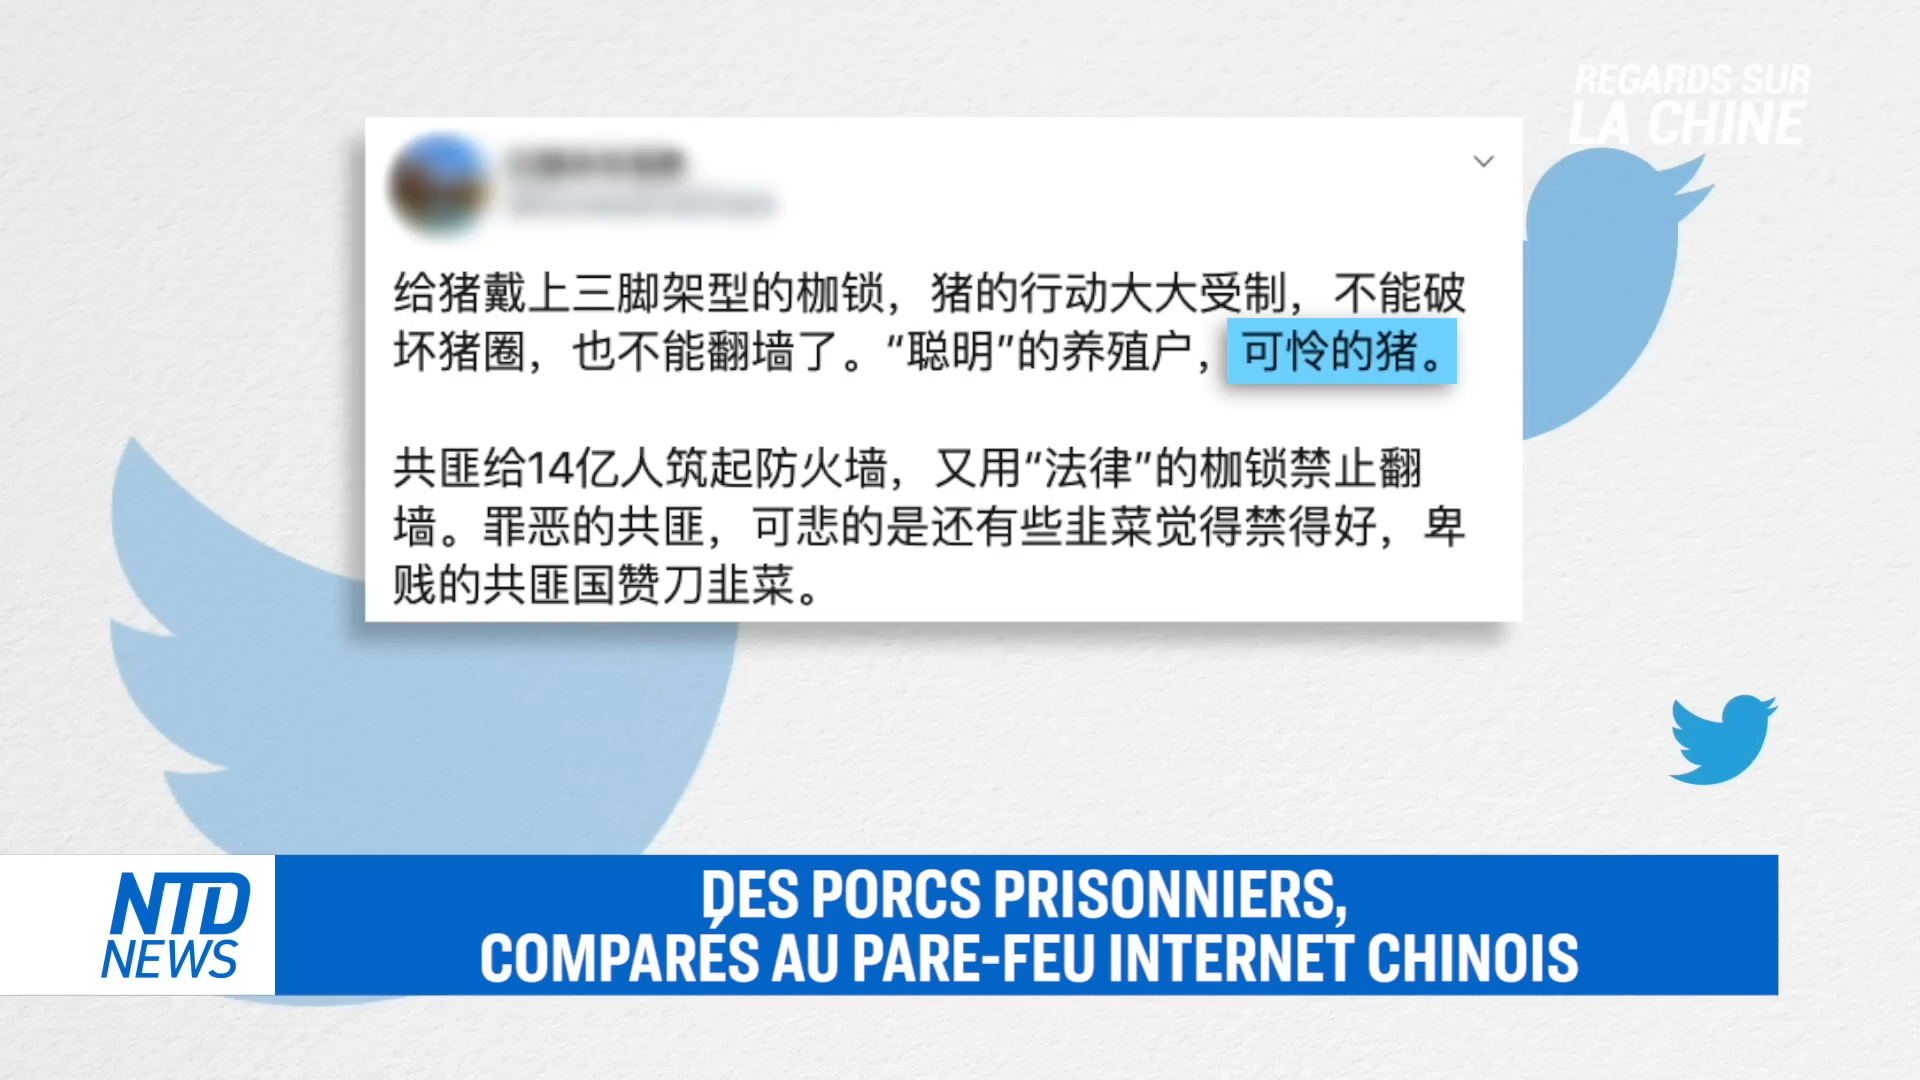 REGARDS SUR
LA CHINE
给猪戴上三脚架型的枷锁，猪的行动大大受制，不能破
坏猪圈，也不能翻墙了。“聪明”的养殖户，可怜的猪。
共匪给14亿人筑起防火墙，又用“法律”的枷锁禁止翻
墙。罪恶的共匪，可悲的是还有些韭菜觉得禁得好，卑
贱的共匪国赞刀韭菜。
NTD
NEWS
DES PORCS PRISONNIERS,
COMPARÉS AU PARE-FEU INTERNET CHINOIS